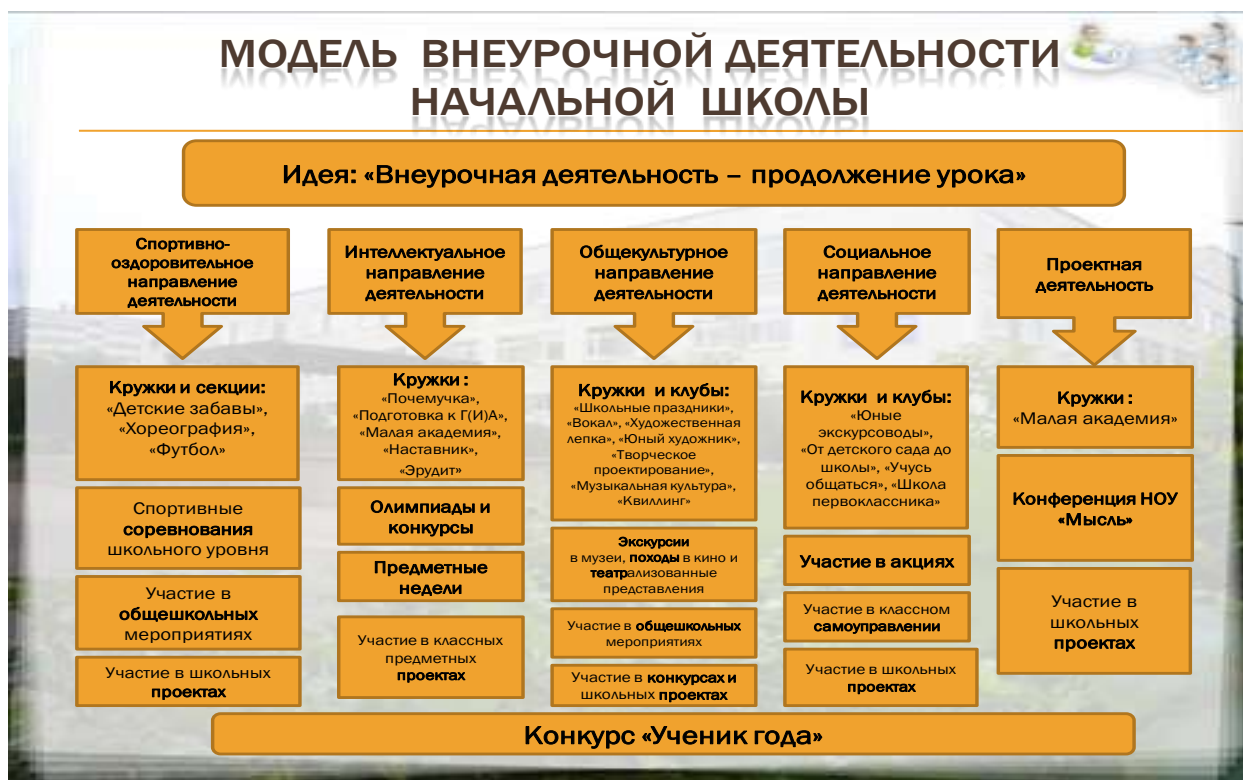 МОДЕЛЬ ВНЕУРОЧНОЙ ДЕЯТЕЛЬНОСТИ
НАЧАЛЬНОЙ ШКОЛЫ
Идея: «Внеурочная деятельность – продолжение урока»
Спортивно-
оздоровительное
направление
деятельности
Интеллектуальное
направление
деятельности
Общекультурное
направление
деятельности
Социальное
направление
деятельности
Проектная
деятельность
Кружки и секции:
«Детские забавы»,
«Хореография»,
«Футбол»
Спортивные
соревнования
школьного уровня
Участие в
общешкольных
мероприятиях
Участие в школьных
проектах
Кружки :
«Почемучка»,
«Подготовка к Г(И)А»,
«Малая академия»,
«Наставник»,
«Эрудит»
Олимпиады и
конкурсы
Предметные
недели
Участие в классных
предметных
проектах
Кружки и клубы:
«Школьные праздники»,
«Вокал», «Художественная
лепка», «Юный художник»,
«Творческое
проектирование»,
«Музыкальная культура»,
«Квиллинг»
Экскурсии
в музеи, походы в кино и
театрализованные
представления
Участие в общешкольных
мероприятиях
Участие в конкурсах и
школьных проектах
Кружки и клубы:
«Юные
экскурсоводы»,
«От детского сада до
школы», «Учусь
общаться», «Школа
первоклассника»
Участие в акциях
Участие в классном
самоуправлении
Участие в школьных
проектах
Кружки :
«Малая академия»
Конференция НОУ
«Мысль»
Участие в
школьных
проектах
Конкурс «Ученик года»